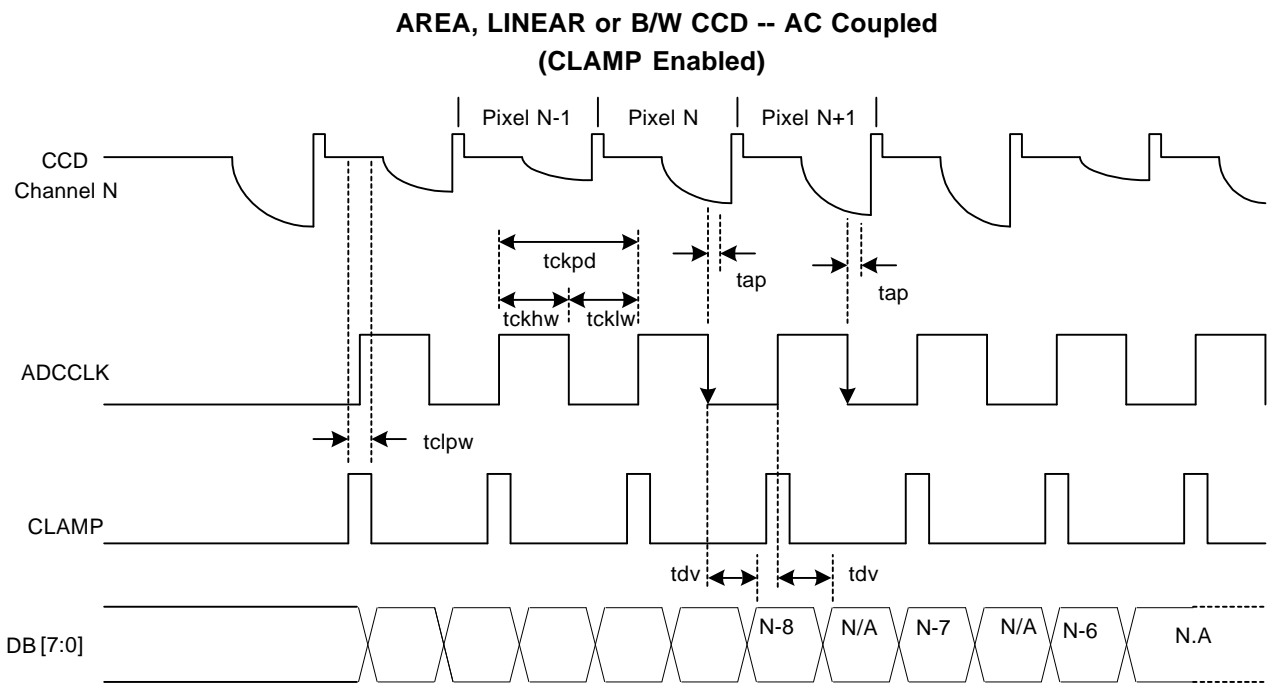 AREA, LINEAR or B/W CCD -- AC Coupled
(CLAMP Enabled)
Pixel N-1 Pixel N Pixel N+1
CCD
Channel N
tckpd
tap
tap
tckhw tcklw
ADCCLK
tclpw
CLAMP
tdv tdv
DB [7:0] N-8 N/A N-7 N/A N-6 N.A